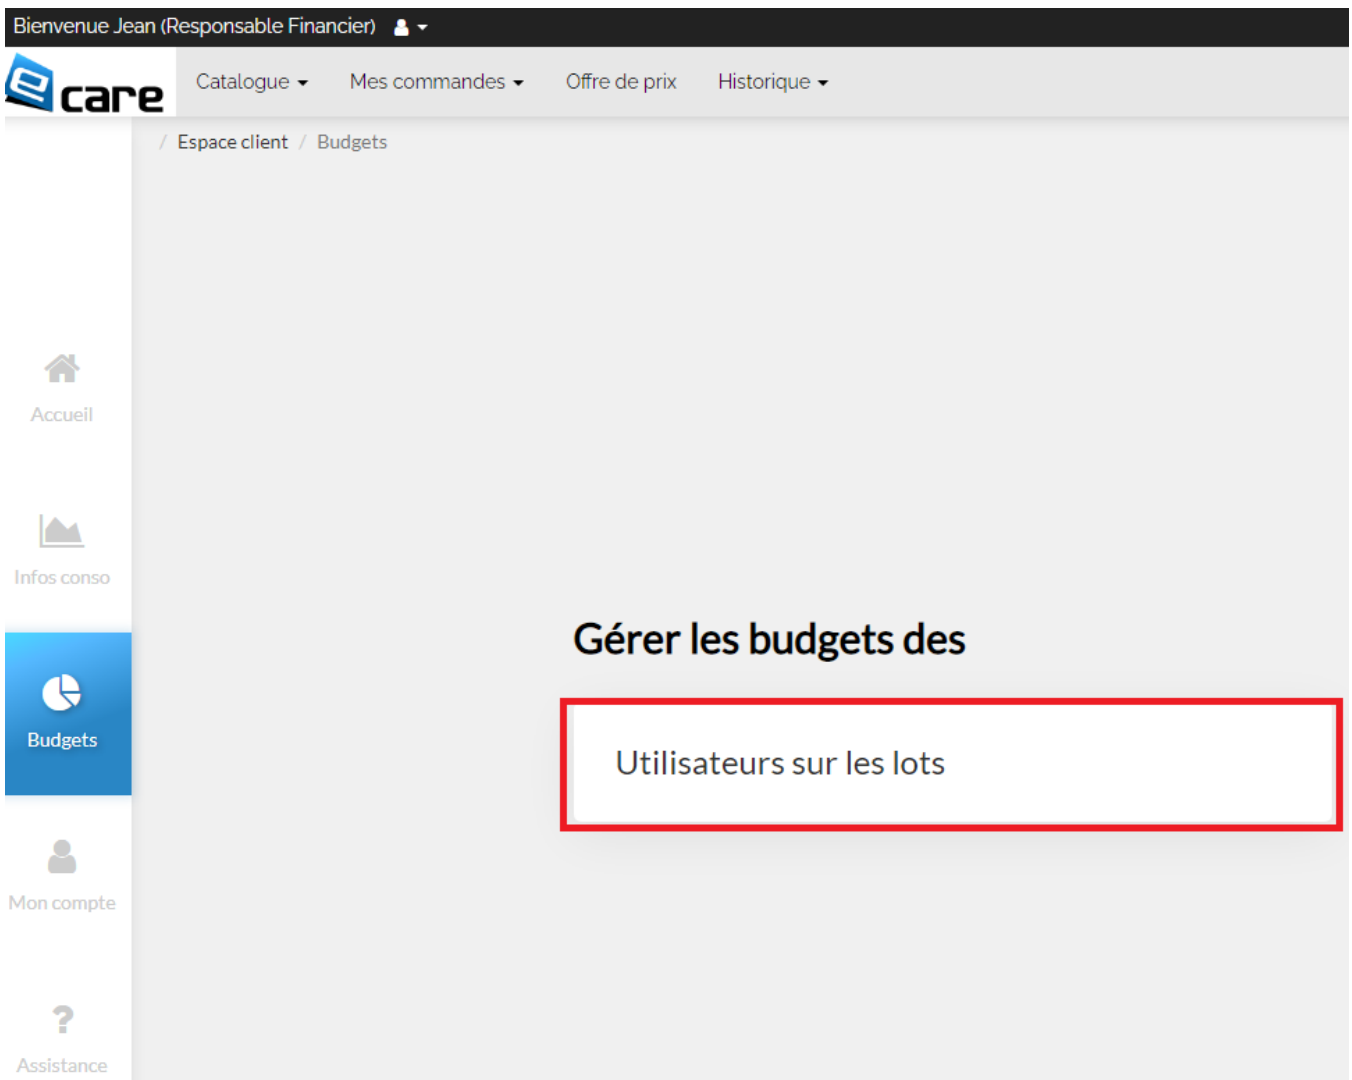 Bienvenue Jean (Responsable Financier)
e care
Catalogue Mes commandes Offre de prix Historique
/ Espace client / Budgets
Accueil
Infos conso
Gérer les budgets des
Budgets
Utilisateurs sur les lots
Mon compte
?
Assistance